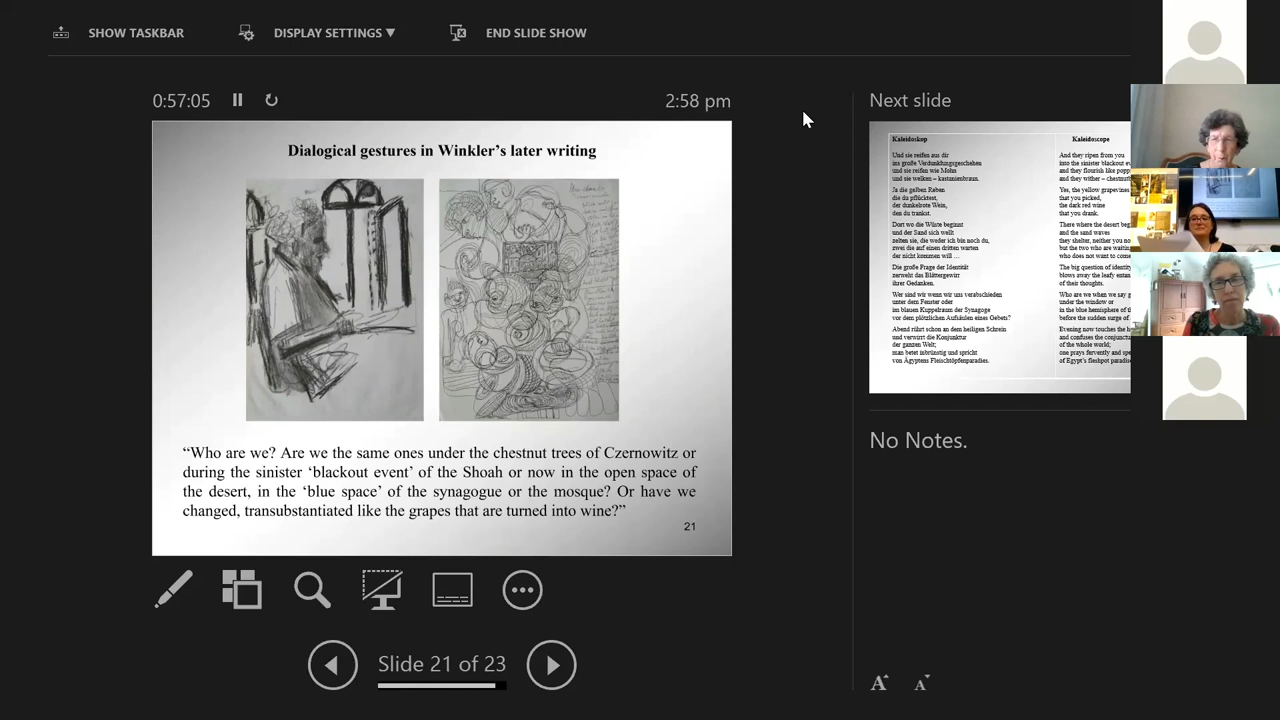 SHOW TASKBAR
DISPLAY SETTINGS ▼
END SLIDE SHOW
0:57:05
2:58 pm
Dialogical gestures in Winkler’s later writing
“Who are we? Are we the same ones under the chestnut trees of Czernowitz or
during the sinister ‘blackout event’ of the Shoah or now in the open space of
the desert, in the ‘blue space’ of the synagogue or the mosque? Or have we
changed, transubstantiated like the grapes that are turned into wine?”
21
Slide 21 of 23
Next slide
Kaleidoskop
Und sie reifen aus dir
ins große Verdunklungsgeschehen
und sie reifen wie Mohn
und sie welken – kastanienbraun.
Ja die gelben Reben
die du pflücktest,
der dunkelrote Wein,
den du trankst.
Dort wo die Wüste beginnt
und der Sand sich wellt
zelten sie, die weder ich bin noch du,
zwei die auf einen dritten warten
der nicht kommen will …
Die große Frage der Identität
zerweht das Blättergewirr
ihrer Gedanken.
Wer sind wir wenn wir uns verabschieden
unter dem Fenster oder
im blauen Kuppelraum der Synagoge
vor dem plötzlichen Aufsäulen eines Gebets?
Abend rührt schon an dem heiligen Schrein
und verwirrt die Konjunktur
der ganzen Welt;
man betet inbrünstig und spricht
von Ägyptens Fleischtöpfenparadies.
Kaleidoscope
And they ripen from you
into the sinister blackout
and they flourish like
and they wither –
Yes, the yellow grapevines
that you picked,
the dark red wine
that you drank.
There where the desert
and the sand waves
they shelter, neither you
but the two who are
who does not want to
The big question of identity
blows away the leafy
of their thoughts.
Who are we when we say
under the window or
in the blue hemisphere of
before the sudden surge of
Evening now touches the
and confuses the
of the whole world;
one prays fervently and
of Egypt’s fleshpot
No Notes.
A A